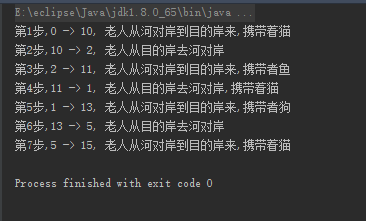 E:\eclipse\Java\jdk1.8.0_65\bin\java ...
第1步,0 -> 10, 老人从河对岸到目的岸来,携带着猫
第2步,10 -> 2, 老人从目的岸去河对岸
第3步,2 -> 11, 老人从河对岸到目的岸来,携带者鱼
第4步,11 -> 1, 老人从目的岸去河对岸,携带着猫
第5步,1 -> 13, 老人从河对岸到目的岸来,携带者狗
第6步,13 -> 5, 老人从目的岸去河对岸
第7步,5 -> 15, 老人从河对岸到目的岸来,携带着猫
Process finished with exit code 0